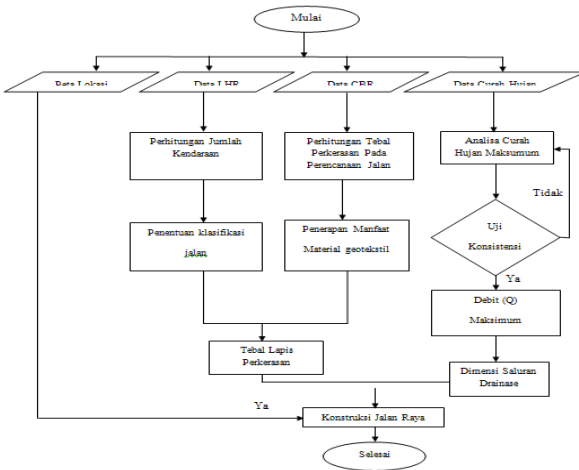 Mulai
Peta Lokasi
Data LHR
Data CBR
Data Curah Hujan
Perhitungan Jumlah
Kendaraan
Perhitungan Tebal
Perkerasan Pada
Perencanaan Jalan
Analisa Curah
Hujan Maksumum
Tidak
Penentuan klasifikasi
jalan
Penerapan Manfaat
Material geotekstil
Uji
Konsistensi
Ya
Debit (Q)
Maksimum
Tebal Lapis
Perkerasan
Dimensi Saluran
Drainase
Ya
Konstruksi Jalan Raya
Selesai